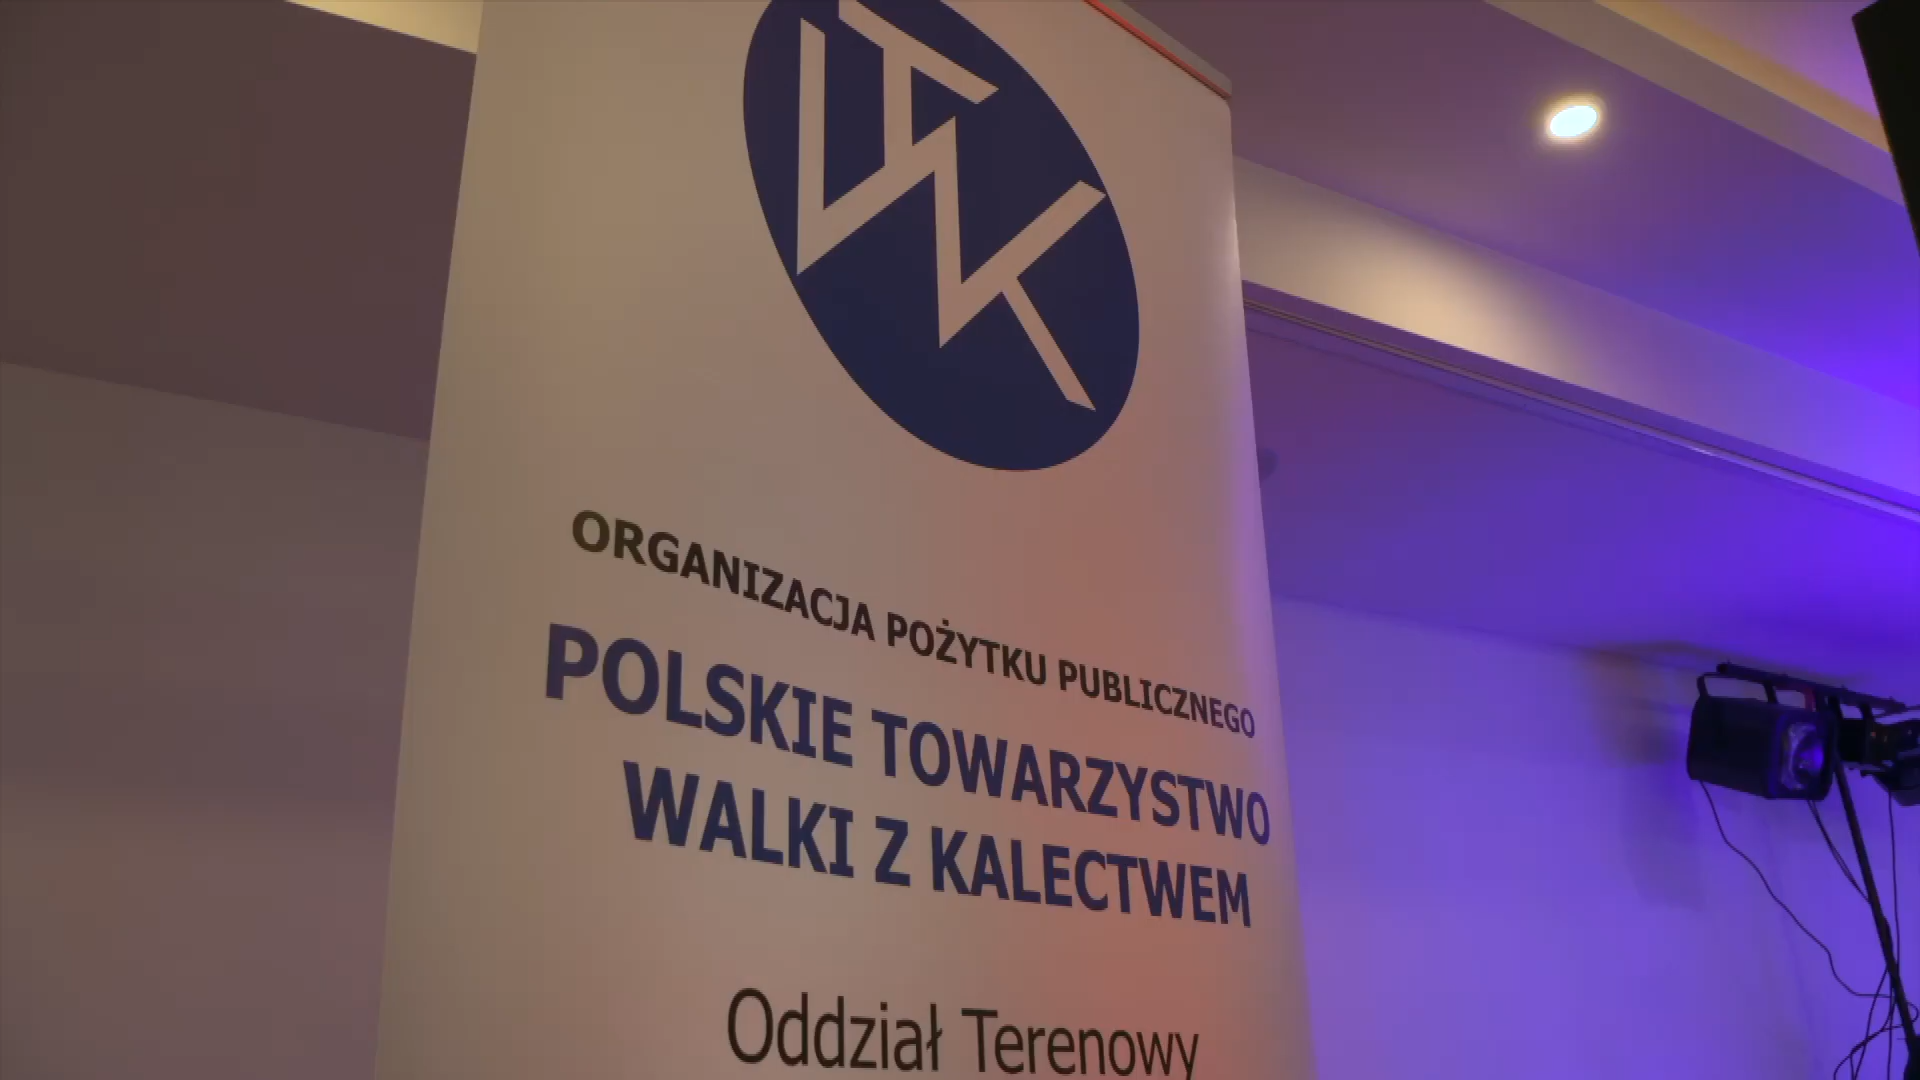 ORGANIZACJA POŻYTKU PUBLICZNEGO
POLSKIE TOWARZYSTWO
WALKI Z KALECTWEM
Oddział Terenowy